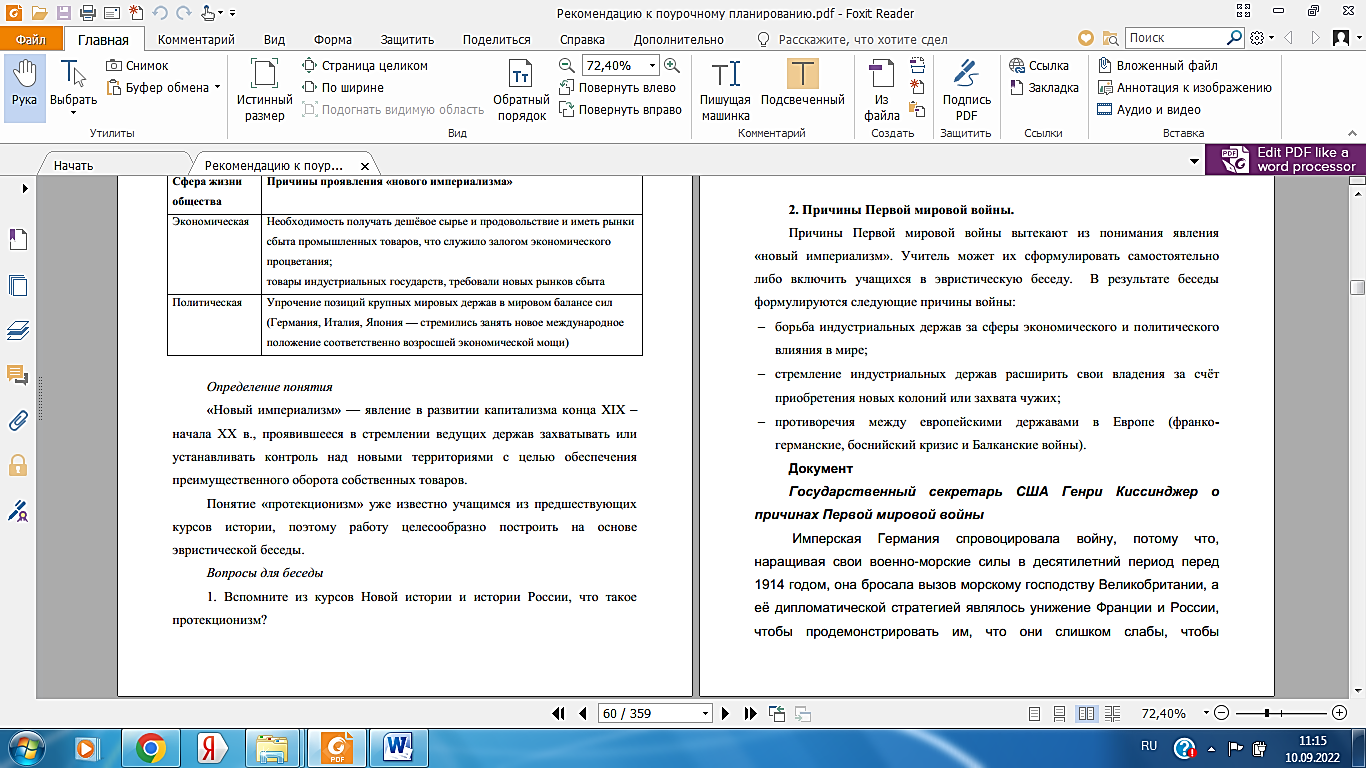 Рекомендацию к поурочному планированию.pdf - Foxit Reader
Файл
Главная
Комментарий
Вид
Форма
Защитить
Поделиться
Справка
Дополнительно
Расскажите, что хотите сдел
Поиск
Рука
Выбрать
Снимок
Буфер обмена
Утилиты
Истинный размер
Страница целиком
По ширине
Подогнать видимую область
Обратный порядок
72,40%
Повернуть влево
Повернуть вправо
Вид
Пишущая машинка
Подсвеченный
Комментарий
Из файла
Создать
Подпись PDF
Защитить
Ссылка
Закладка
Ссылки
Вложенный файл
Аннотация к изображению
Аудио и видео
Вставка
Начать
Рекомендацию к поур...
Edit PDF like a
word processor
Сфера жизни общества
Причины проявления «нового империализма»
Экономическая
Необходимость получать дешёвое сырье и продовольствие и иметь рынки
сбыта промышленных товаров, что служило залогом экономического
процветания;
товары индустриальных государств, требовали новых рынков сбыта
Политическая
Упрочение позиций крупных мировых держав в мировом балансе сил
(Германия, Италия, Япония — стремились занять новое международное
положение соответственно возросшей экономической мощи)
Определение понятия
«Новый империализм» — явление в развитии капитализма конца XIX –
начала XX в., проявившееся в стремлении ведущих держав захватывать или
устанавливать контроль над новыми территориями с целью обеспечения
преимущественного оборота собственных товаров.
Понятие «протекционизм» уже известно учащимся из предшествующих
курсов истории, поэтому работу целесообразно построить на основе
эвристической беседы.
Вопросы для беседы
1. Вспомните из курсов Новой истории и истории России, что такое
протекционизм?
2. Причины Первой мировой войны.
Причины Первой мировой войны вытекают из понимания явления
«новый империализм». Учитель может их сформулировать самостоятельно
либо включить учащихся в эвристическую беседу. В результате беседы
формулируются следующие причины войны:
– борьба индустриальных держав за сферы экономического и политического
влияния в мире;
– стремление индустриальных держав расширить свои владения за счёт
приобретения новых колоний или захвата чужих;
– противоречия между европейскими державами в Европе (франко-
германские, боснийский кризис и Балканские войны).
Документ
Государственный секретарь США Генри Киссинджер о
причинах Первой мировой войны
Имперская Германия спровоцировала войну, потому что,
наращивая свои военно-морские силы в десятилетний период перед
1914 годом, она бросала вызов морскому господству Великобритании, а
её дипломатической стратегией являлось унижение Франции и России,
чтобы продемонстрировать им, что они слишком слабы, чтобы
60 / 359
72,40%
PDF
RU
11:15
10.09.2022